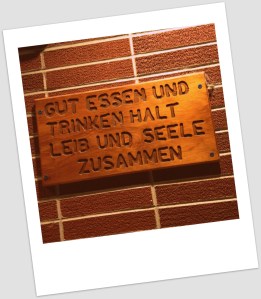 GUT ESSEN UND
TRINKEN HALT
LEIB UND SEELE
ZUSAMMEN